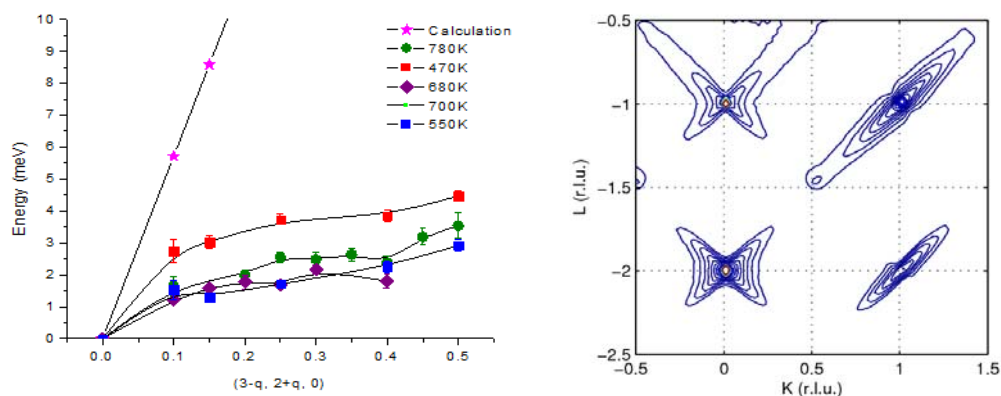 10
9
8
7
6
5
4
3
2
1
0
Energy (meV)
Calculation
780K
470K
680K
700K
550K
0.0 0.1 0.2 0.3 0.4 0.5
(3-q, 2+q, 0)
−0.5
−1
−1.5
−2
−2.5
L (r.l.u.)
−0.5 0 0.5 1 1.5
K (r.l.u.)